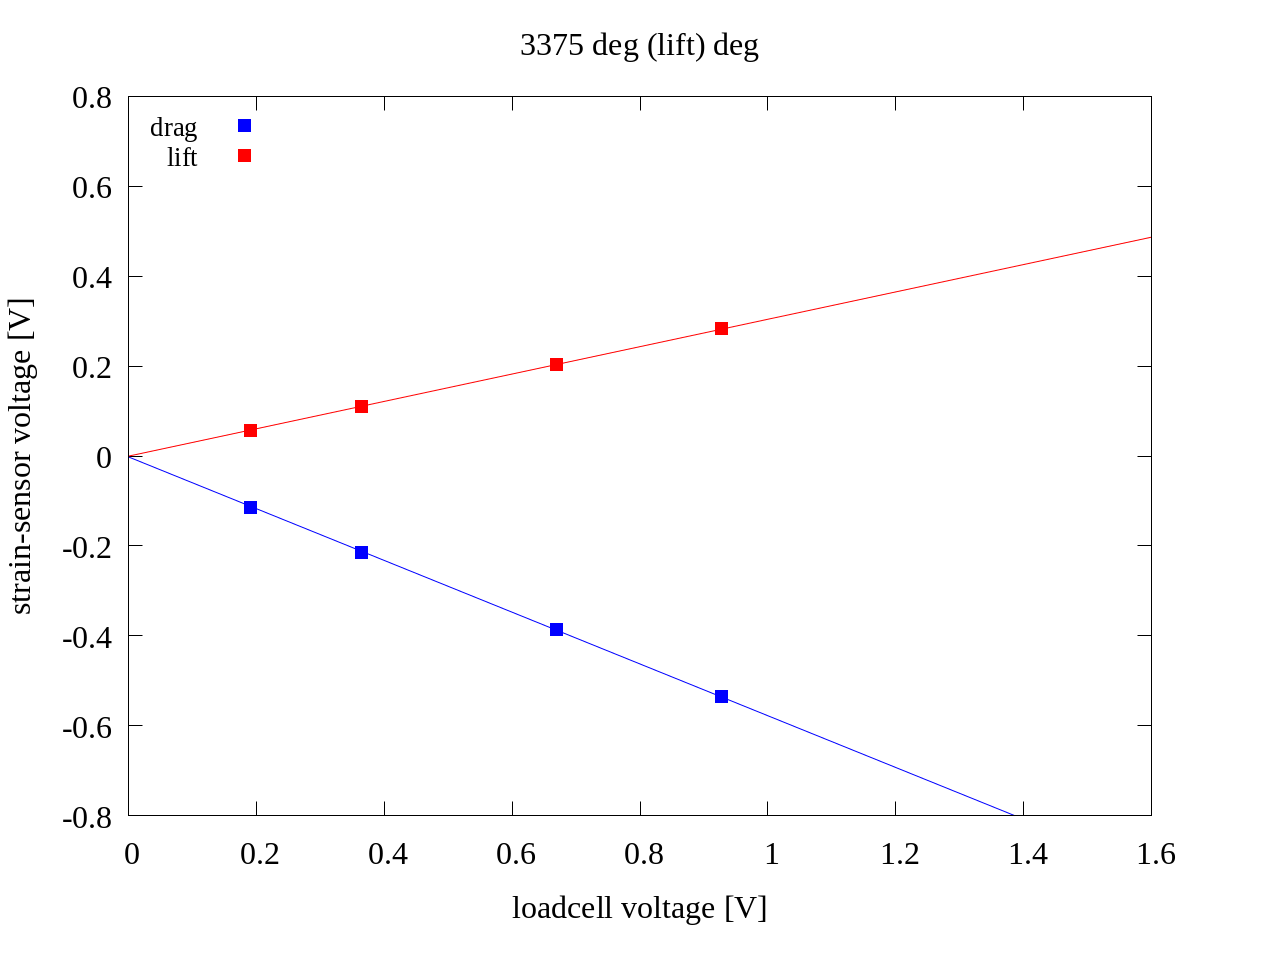 3375 deg (lift) deg
drag
lift
0.8
0.6
0.4
0.2
0
-0.2
-0.4
-0.6
-0.8
strain-sensor voltage [V]
0 0.2 0.4 0.6 0.8 1 1.2 1.4 1.6
loadcell voltage [V]